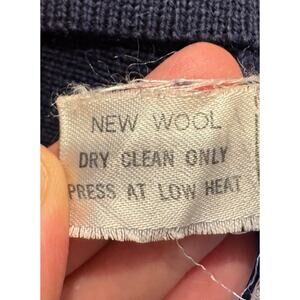 NEW WOOL
DRY CLEAN ONLY
PRESS AT LOW HEAT